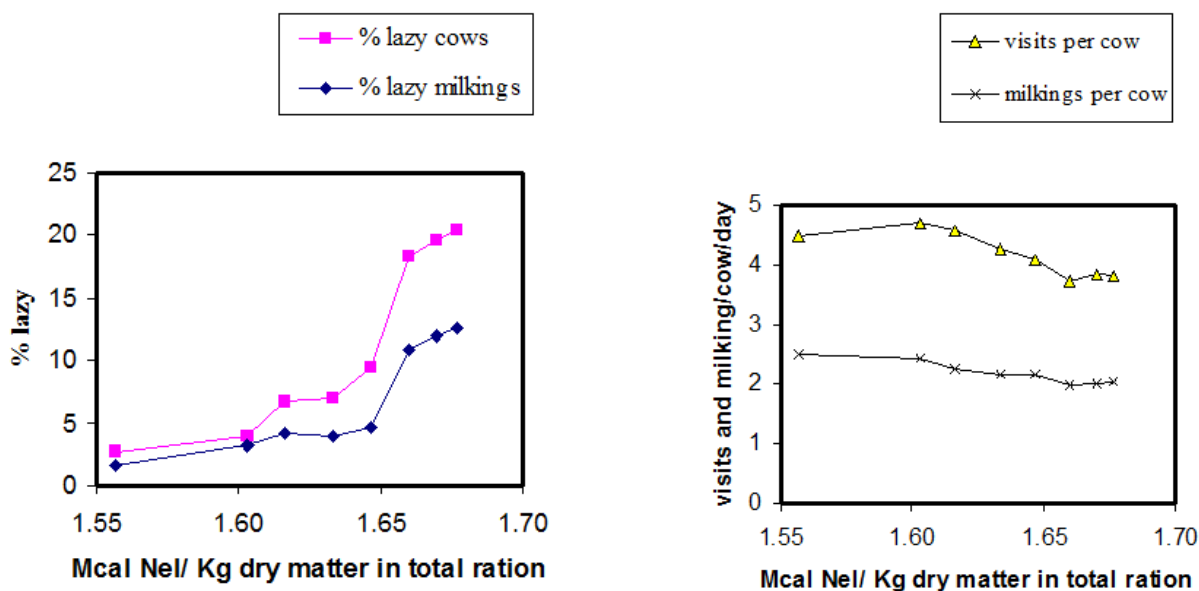 % lazy cows
% lazy milkings
% lazy
25
20
15
10
5
0
1.55 1.60 1.65 1.70
Mcal Nel/ Kg dry matter in total ration
visits per cow
milkings per cow
visits and milking/cow/day
5
4
3
2
1
0
1.55 1.60 1.65 1.70
Mcal Nel/ Kg dry matter in total ration